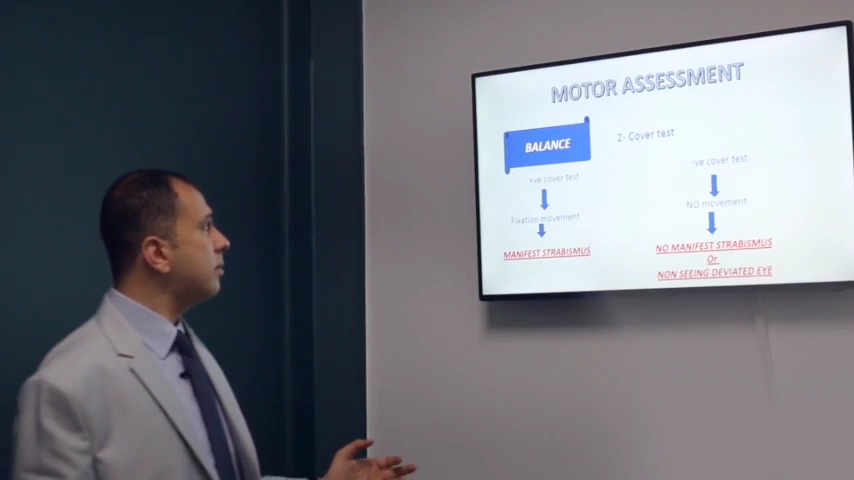 MOTOR ASSESSMENT
BALANCE
2- Cover test
+ve cover test
Fixation movement
MANIFEST STRABISMUS
-ve cover test
NO movement
NO MANIFEST STRABISMUS
Or
NON SEEING DEVIATED EYE